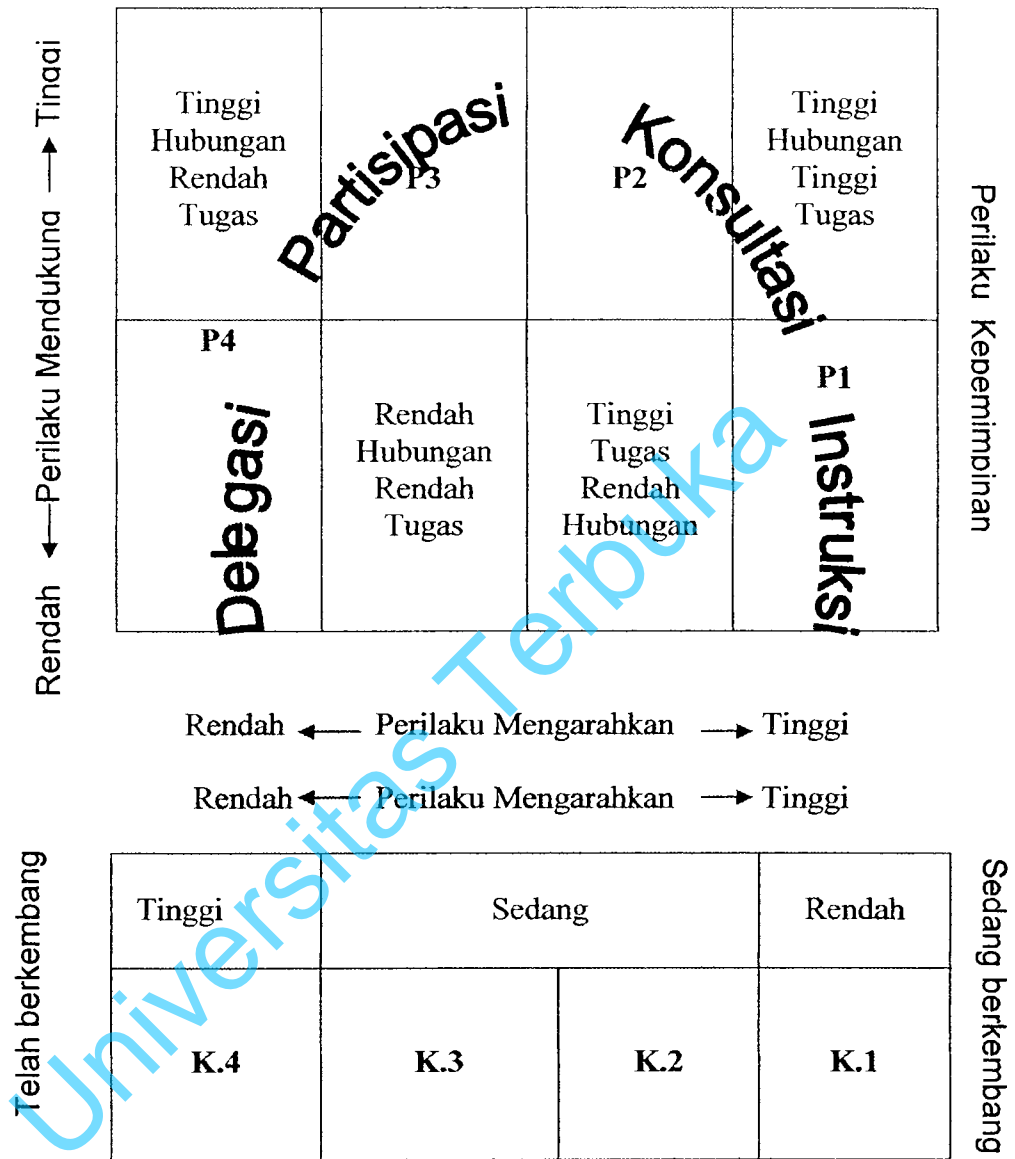 Tinggi
Hubungan
Rendah
Tugas
Partisipasi
P3
P2
Konsultasi
Tinggi
Hubungan
Tinggi
Tugas
Rendah
Perilaku Mendukung
Tinggi
Perilaku Kepemimpinan
P4
Delegasi
Rendah
Hubungan
Rendah
Tugas
Tinggi
Tugas
Rendah
Hubungan
P1
Instruksi
Rendah Perilaku Mengarahkan Tinggi
Rendah Perilaku Mengarahkan Tinggi
Telah berkembang
Tinggi Sedang Rendah
K.4 K.3 K.2 K.1
Sedang berkembang
Universitas Terbuka